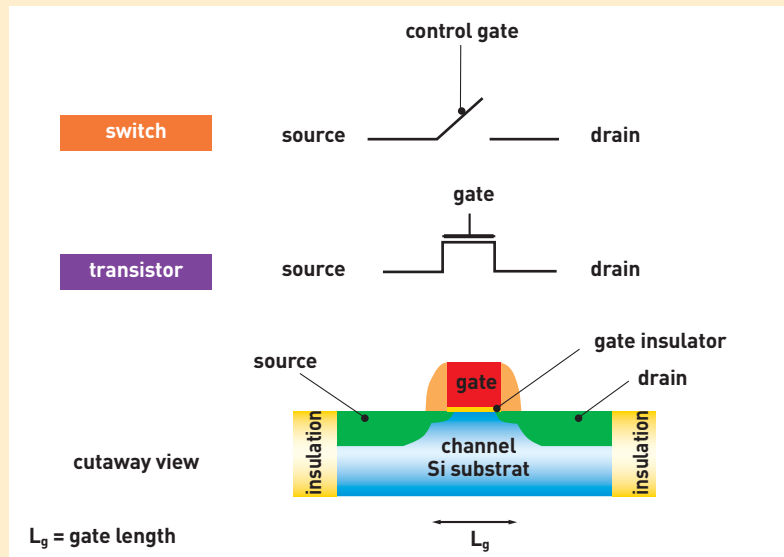 control gate
switch
source
drain
gate
transistor
source
drain
gate insulator
source
gate
drain
insulation
channel
Si substrat
insulation
cutaway view
Lg = gate length
Lg